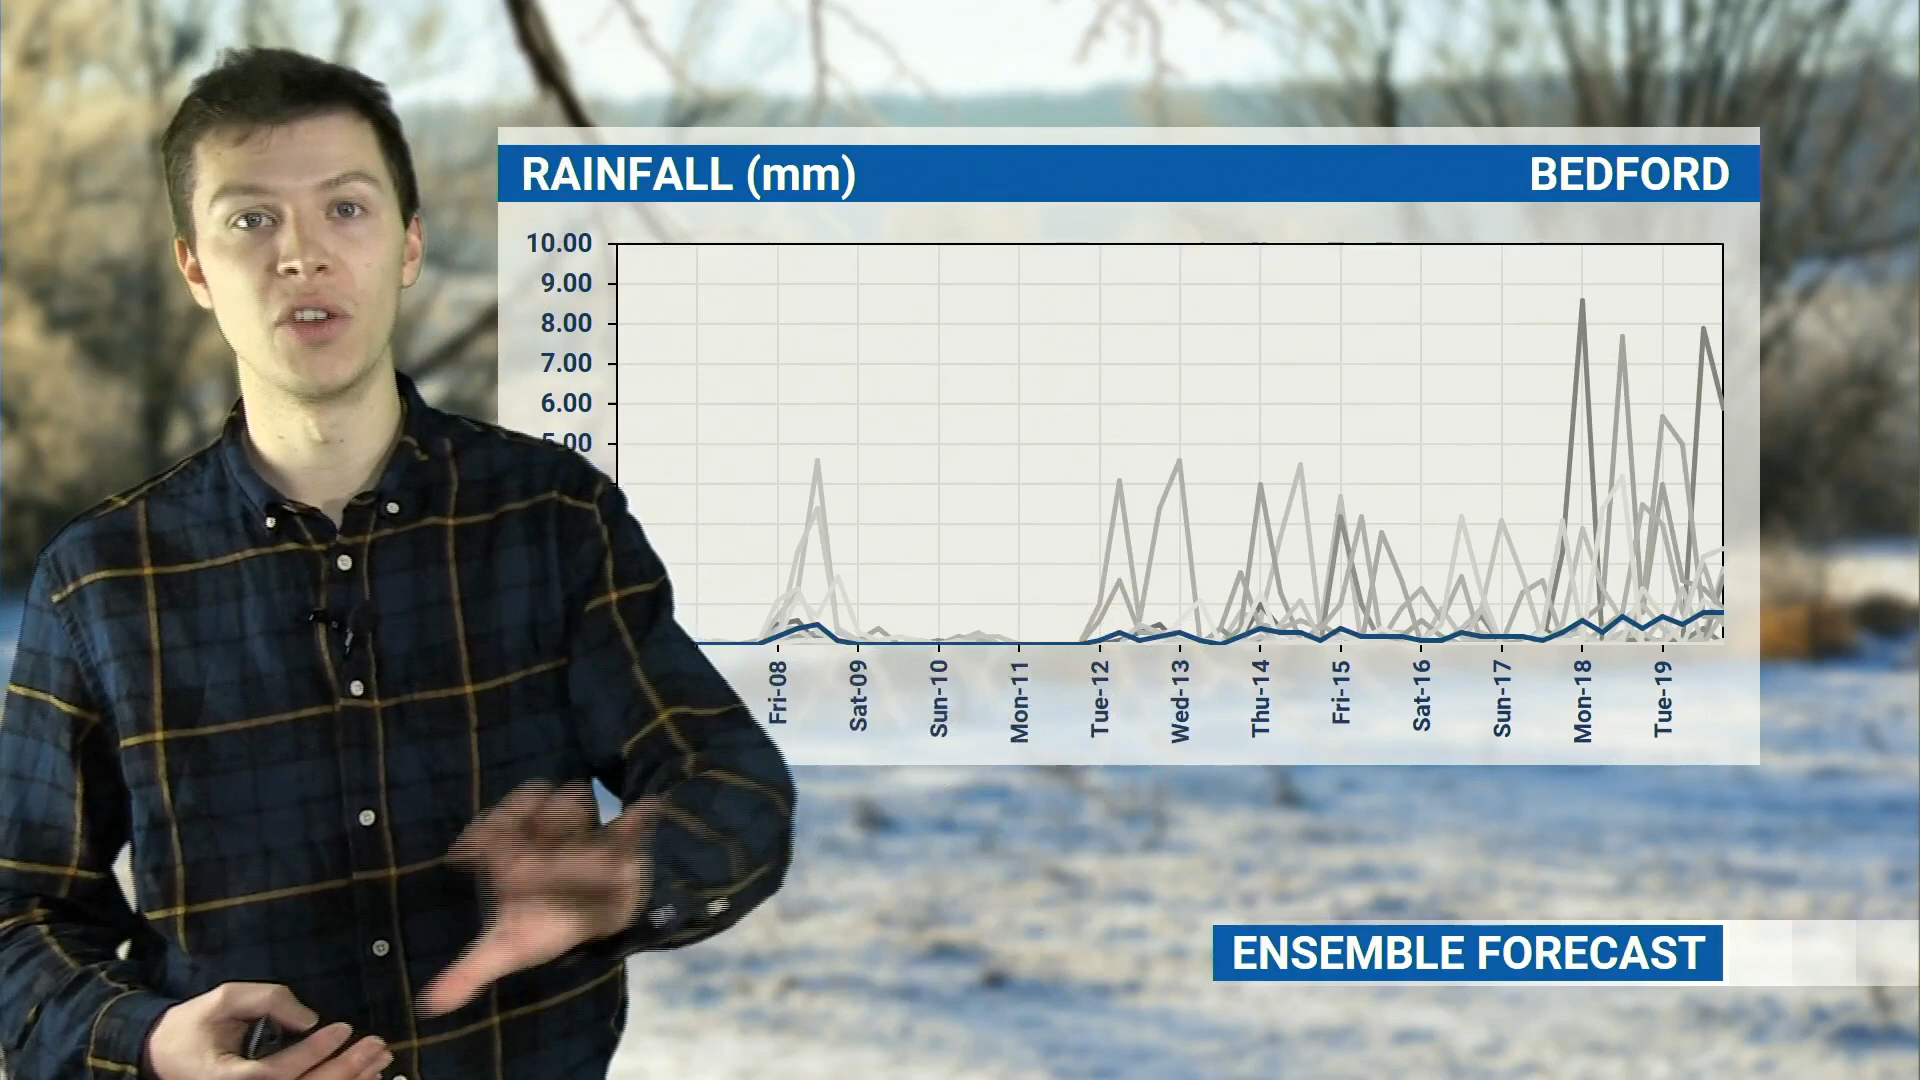 RAINFALL (mm) BEDFORD
10.00
9.00
8.00
7.00
6.00
5.00
Fri-08 Sat-09 Sun-10 Mon-11 Tue-12 Wed-13 Thu-14 Fri-15 Sat-16 Sun-17 Mon-18 Tue-19
ENSEMBLE FORECAST